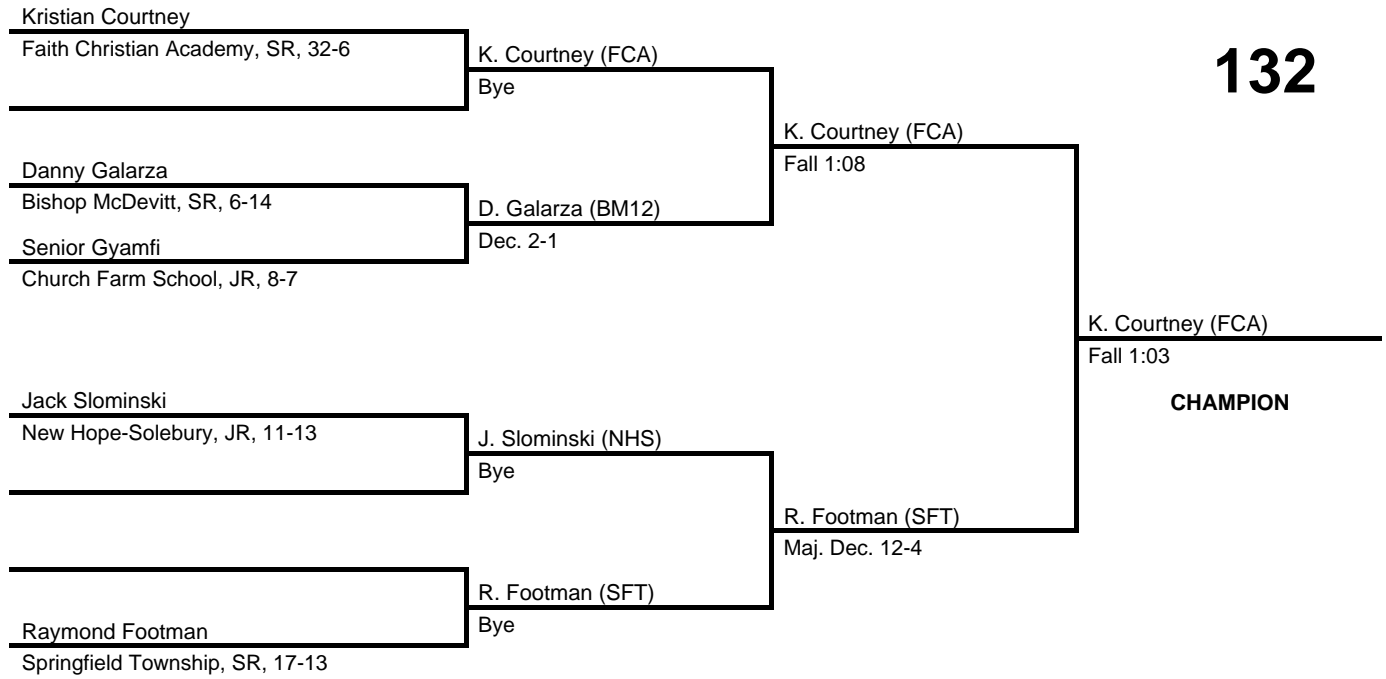 Kristian Courtney
Faith Christian Academy, SR, 32-6
K. Courtney (FCA)
Bye
132
K. Courtney (FCA)
Fall 1:08
Danny Galarza
Bishop McDevitt, SR, 6-14
D. Galarza (BM12)
Dec. 2-1
Senior Gyamfi
Church Farm School, JR, 8-7
K. Courtney (FCA)
Fall 1:03
CHAMPION
Jack Slominski
New Hope-Solebury, JR, 11-13
J. Slominski (NHS)
Bye
R. Footman (SFT)
Maj. Dec. 12-4
R. Footman (SFT)
Bye
Raymond Footman
Springfield Township, SR, 17-13